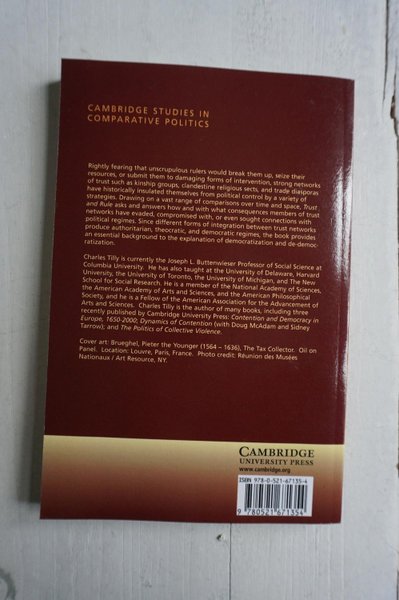 CAMBRIDGE STUDIES IN
COMPARATIVE POLITICS
Rightly fearing that unscrupulous rulers would break them up, seize their
resources, or submit them to damaging forms of intervention, strong networks
of trust such as kinship groups, clandestine religious sects, and trade diasporas
have historically insulated themselves from political control by a variety of
strategies. Drawing on a vast range of comparisons over time and space, Trust
and Rule asks and answers how and with what consequences members of trust
networks have evaded, compromised with, or even sought connections with
political regimes. Since different forms of integration between trust networks
produce authoritarian, theocratic, and democratic regimes, the book provides
an essential background to the explanation of democratization and de-democ-
ratization.
Charles Tilly is currently the Joseph L. Buttenwieser Professor of Social Science at
Columbia University. He has also taught at the University of Delaware, Harvard
University, the University of Toronto, the University of Michigan, and The New
School for Social Research. He is a member of the National Academy of Sciences,
the American Academy of Arts and Sciences, and the American Philosophical
Society, and he is a Fellow of the American Association for the Advancement of
Arts and Sciences. Charles Tilly is the author of many books, including three
recently published by Cambridge University Press: Contention and Democracy in
Europe, 1650-2000; Dynamics of Contention (with Doug McAdam and Sidney
Tarrow); and The Politics of Collective Violence.
Cover art: Brueghel, Pieter the Younger (1564 – 1636), The Tax Collector. Oil on
Panel. Location: Louvre, Paris, France. Photo credit: Réunion des Musées
Nationaux / Art Resource, NY.
CAMBRIDGE
UNIVERSITY PRESS
www.cambridge.org
ISBN 978-0-521-67135-4
9 780521 671354